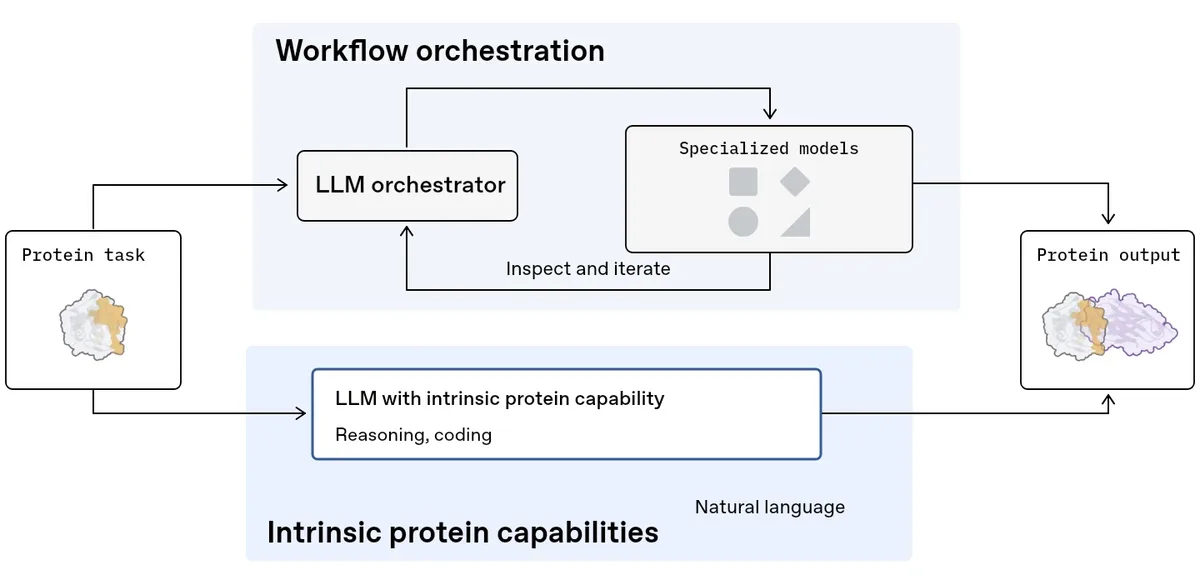 Workflow orchestration
Specialized models
LLM orchestrator
Inspect and iterate
Protein task
Protein output
LLM with intrinsic protein capability
Reasoning, coding
Natural language
Intrinsic protein capabilities